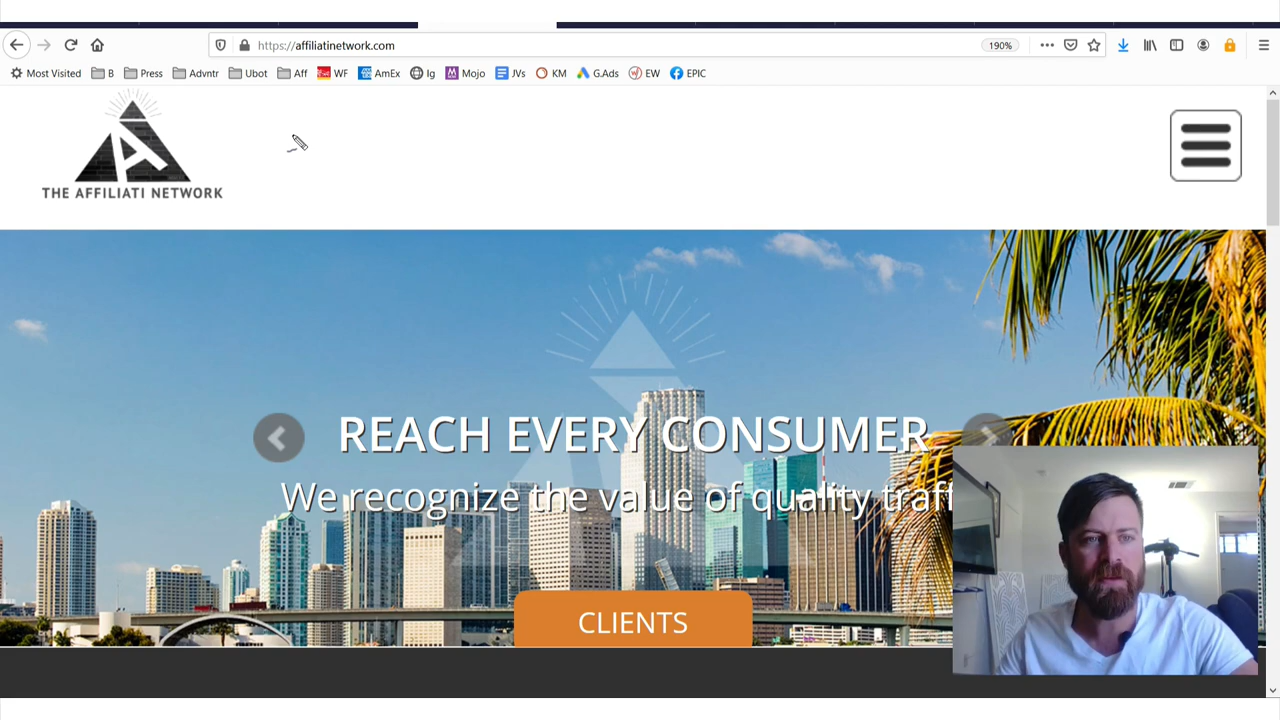 https://affiliatinetwork.com
190%
Most Visited B Press Advntr Ubot Aff WF AmEx Ig Mojo JVs KM G.Ads EW EPIC
THE AFFILIATI NETWORK
REACH EVERY CONSUMER
We recognize the value of quality traff
CLIENTS